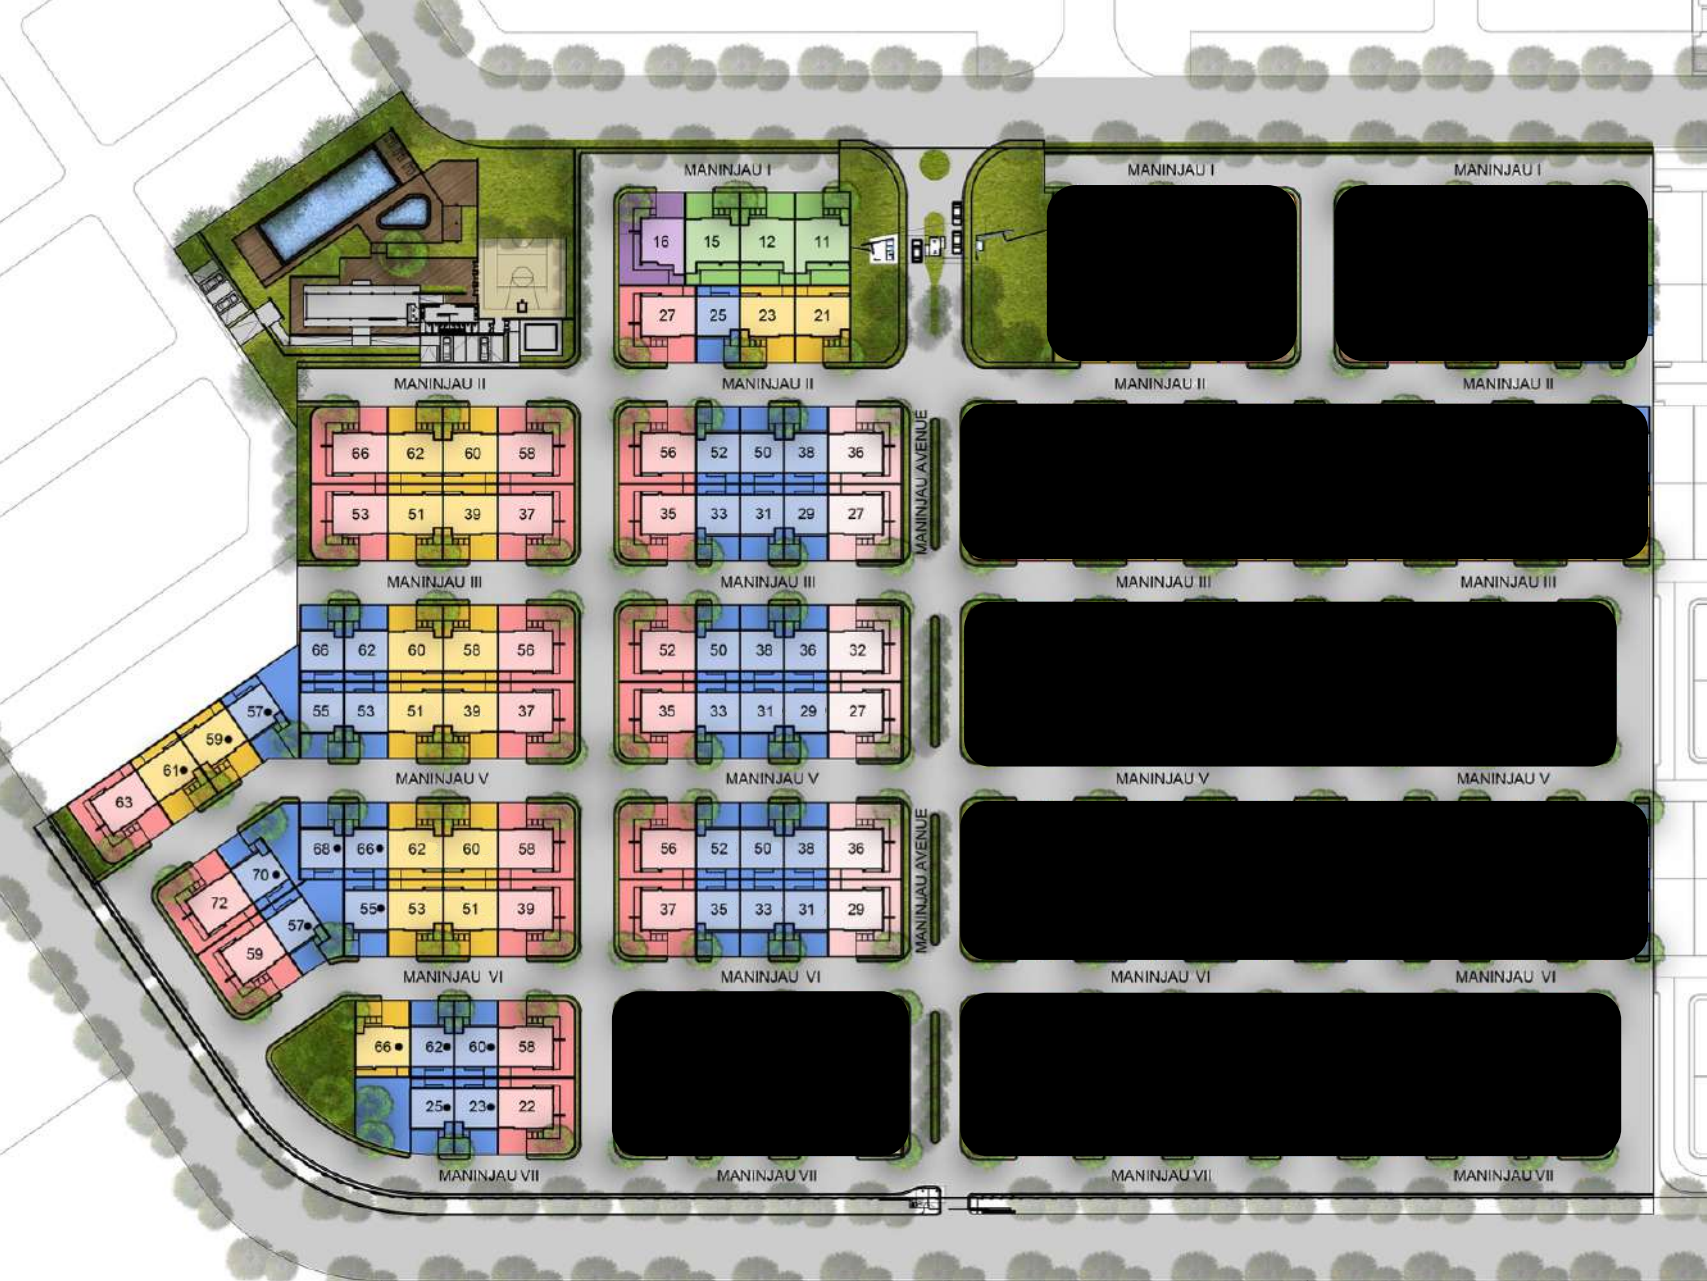 MANINJAU I MANINJAU I MANINJAU I
16 15 12 11
27 25 23 21
MANINJAU II MANINJAU II MANINJAU II MANINJAU II
66 62 60 58 56 52 50 38 36
MANINJAU AVENUE
53 51 39 37 35 33 31 29 27
MANINJAU III MANINJAU III MANINJAU III MANINJAU III
66 62 60 58 56 52 50 38 36 32
55 53 51 39 37 35 33 31 29 27
57
59
61
63
MANINJAU V MANINJAU V MANINJAU V MANINJAU V
68 66 62 60 58 56 52 50 38 36
70
72
MANINJAU AVENUE
55 53 51 39 37 35 33 31 29
57
59
MANINJAU VI MANINJAU VI MANINJAU VI MANINJAU VI
66 62 60 58
25 23 22
MANINJAU VII MANINJAU VII MANINJAU VII MANINJAU VII